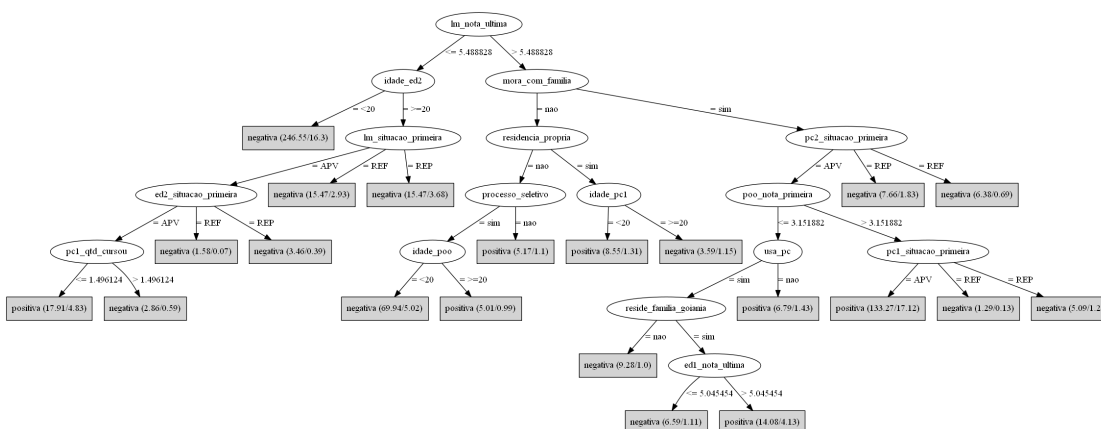 lm_nota_ultima
<= 5.488828 > 5.488828
idade_ed2 mora_com_familia
= <20 = >=20 = nao = sim
negativa (246.55/16.3) lm_situacao_primeira residencia_propria pc2_situacao_primeira
= APV = REF = REP = nao = sim = APV = REP = REF
ed2_situacao_primeira negativa (15.47/2.93) negativa (15.47/3.68) processo_seletivo idade_pc1 poo_nota_primeira negativa (7.66/1.83) negativa (6.38/0.69)
= APV = REF = REP = sim = nao = <20 = >=20 <= 3.151882 > 3.151882
pc1_qtd_cursou negativa (1.58/0.07) negativa (3.46/0.39) idade_poo positiva (5.17/1.1) positiva (8.55/1.31) negativa (3.59/1.15) usa_pc pc1_situacao_primeira
<= 1.496124 > 1.496124 = <20 = >=20 = sim = nao = APV = REF = REP
positiva (17.91/4.83) negativa (2.86/0.59) negativa (69.94/5.02) positiva (5.01/0.99) reside_familia_goiania positiva (6.79/1.43) positiva (133.27/17.12) negativa (1.29/0.13) negativa (5.09/1.2
= nao = sim
negativa (9.28/1.0) ed1_nota_ultima
<= 5.045454 > 5.045454
negativa (6.59/1.11) positiva (14.08/4.13)